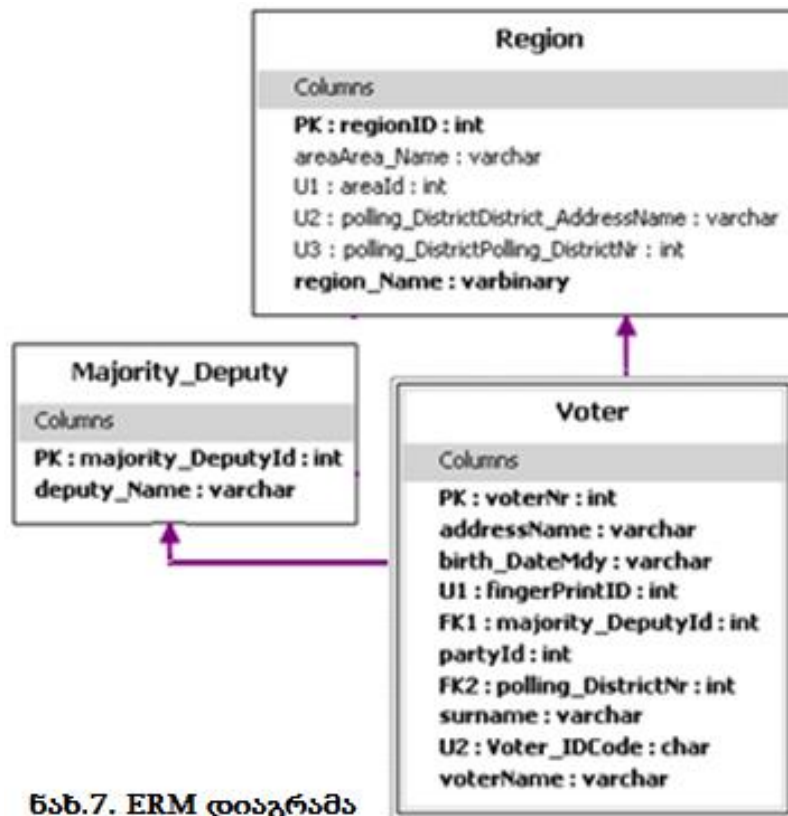 Region
Columns
PK : regionID : int
areaArea_Name : varchar
U1 : areaId : int
U2 : polling_DistrictDistrict_AddressName : varchar
U3 : polling_DistrictPolling_DistrictNr : int
region_Name : varbinary
Majority_Deputy
Columns
PK : majority_DeputyId : int
deputy_Name : varchar
Voter
Columns
PK : voterNr : int
addressName : varchar
birth_DateMdy : varchar
U1 : fingerPrintID : int
FK1 : majority_DeputyId : int
partyId : int
FK2 : polling_DistrictNr : int
surname : varchar
U2 : Voter_IDCode : char
voterName : varchar
ნახ.7. ERM დიაგრამა